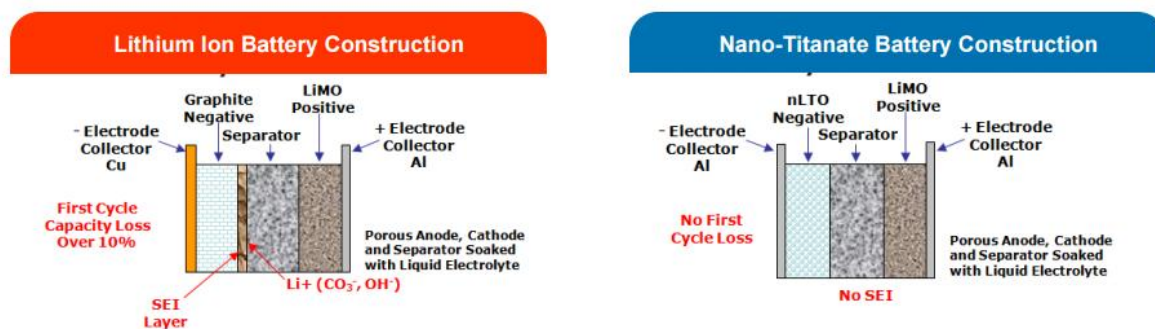 Lithium Ion Battery Construction
Graphite
Negative
LiMO
Positive
Separator
- Electrode
Collector
Cu
+ Electrode
Collector
Al
First Cycle
Capacity Loss
Over 10%
Porous Anode, Cathode
and Separator Soaked
with Liquid Electrolyte
SEI
Layer
Li+ (CO₃⁻, OH⁻)
Nano-Titanate Battery Construction
nLTO
Negative
LiMO
Positive
Separator
- Electrode
Collector
Al
+ Electrode
Collector
Al
No First
Cycle Loss
Porous Anode, Cathode
and Separator Soaked
with Liquid Electrolyte
No SEI